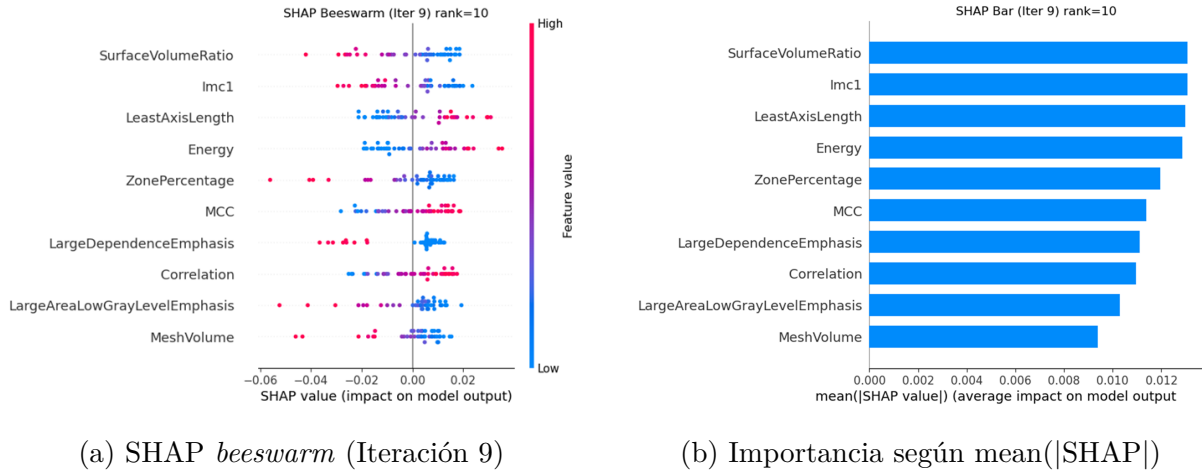 SHAP Beeswarm (Iter 9) rank=10
High
SurfaceVolumeRatio
Imc1
LeastAxisLength
Energy
ZonePercentage
MCC
LargeDependenceEmphasis
Correlation
LargeAreaLowGrayLevelEmphasis
MeshVolume
Feature value
Low
−0.06 −0.04 −0.02 0.00 0.02
SHAP value (impact on model output)
(a) SHAP beeswarm (Iteración 9)
SHAP Bar (Iter 9) rank=10
SurfaceVolumeRatio
Imc1
LeastAxisLength
Energy
ZonePercentage
MCC
LargeDependenceEmphasis
Correlation
LargeAreaLowGrayLevelEmphasis
MeshVolume
0.000 0.002 0.004 0.006 0.008 0.010 0.012
mean(|SHAP value|) (average impact on model output
(b) Importancia según mean(|SHAP|)